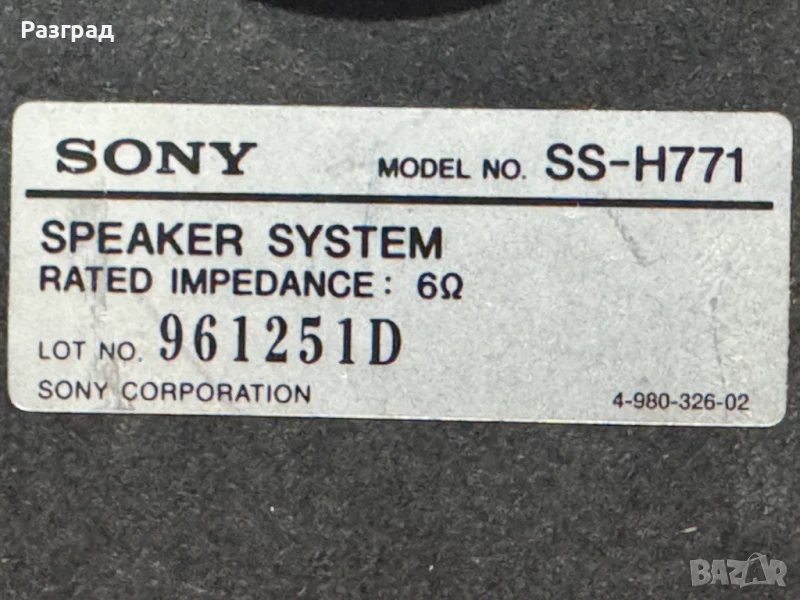 Разград
SONY MODEL NO. SS-H771
SPEAKER SYSTEM
RATED IMPEDANCE: 6Ω
LOT NO. 961251D
SONY CORPORATION 4-980-326-02
BAZAR